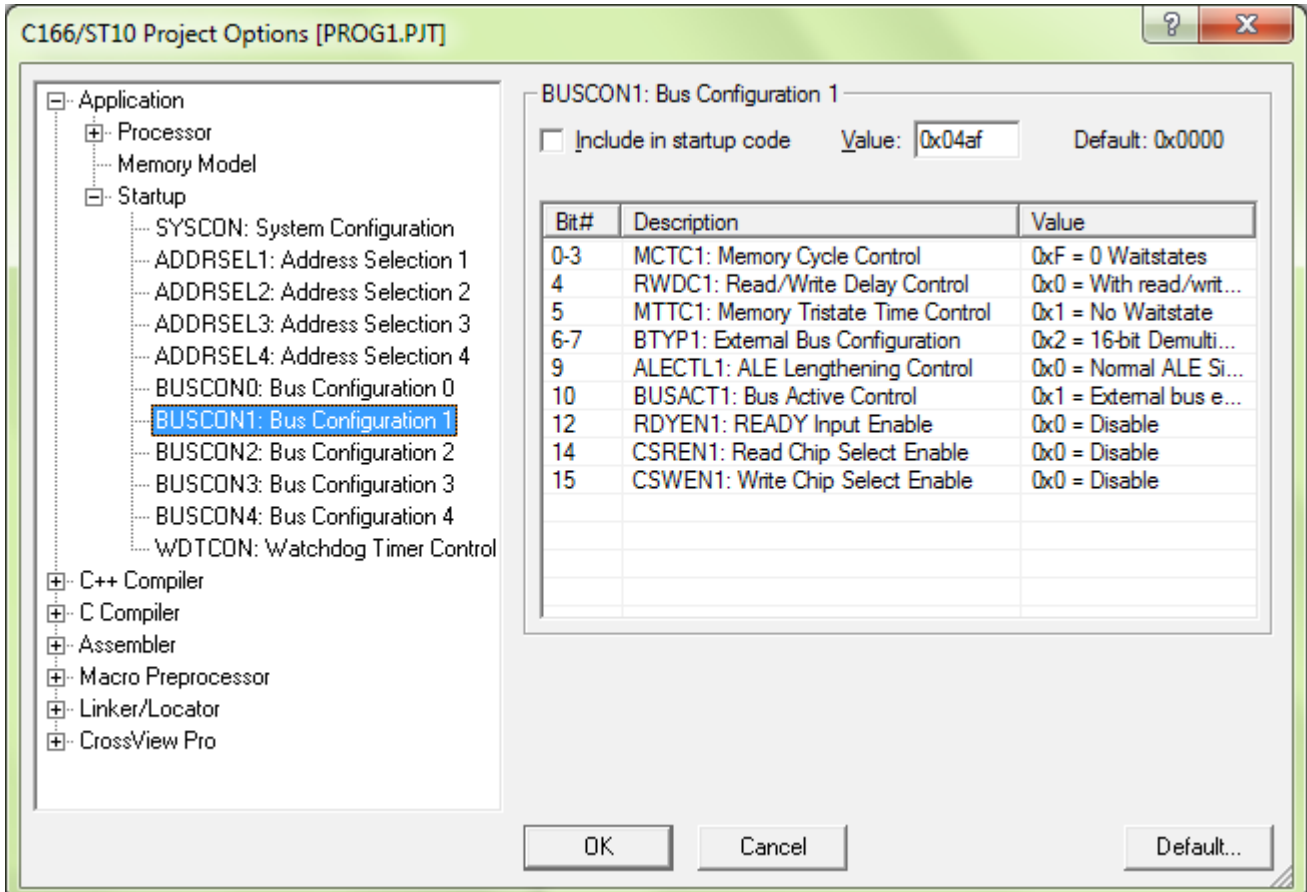 C166/ST10 Project Options [PROG1.PJT]
Application
Processor
Memory Model
Startup
SYSCON: System Configuration
ADDRSEL1: Address Selection 1
ADDRSEL2: Address Selection 2
ADDRSEL3: Address Selection 3
ADDRSEL4: Address Selection 4
BUSCON0: Bus Configuration 0
BUSCON1: Bus Configuration 1
BUSCON2: Bus Configuration 2
BUSCON3: Bus Configuration 3
BUSCON4: Bus Configuration 4
WDTCON: Watchdog Timer Control
C++ Compiler
C Compiler
Assembler
Macro Preprocessor
Linker/Locator
CrossView Pro
BUSCON1: Bus Configuration 1
Include in startup code Value: 0x04af Default: 0x0000
Bit# Description Value
0-3 MCTC1: Memory Cycle Control 0xF = 0 Waitstates
4 RWDC1: Read/Write Delay Control 0x0 = With read/writ...
5 MTTC1: Memory Tristate Time Control 0x1 = No Waitstate
6-7 BTYP1: External Bus Configuration 0x2 = 16-bit Demulti...
9 ALECTL1: ALE Lengthening Control 0x0 = Normal ALE Si...
10 BUSACT1: Bus Active Control 0x1 = External bus e...
12 RDYEN1: READY Input Enable 0x0 = Disable
14 CSREN1: Read Chip Select Enable 0x0 = Disable
15 CSWEN1: Write Chip Select Enable 0x0 = Disable
OK Cancel Default...